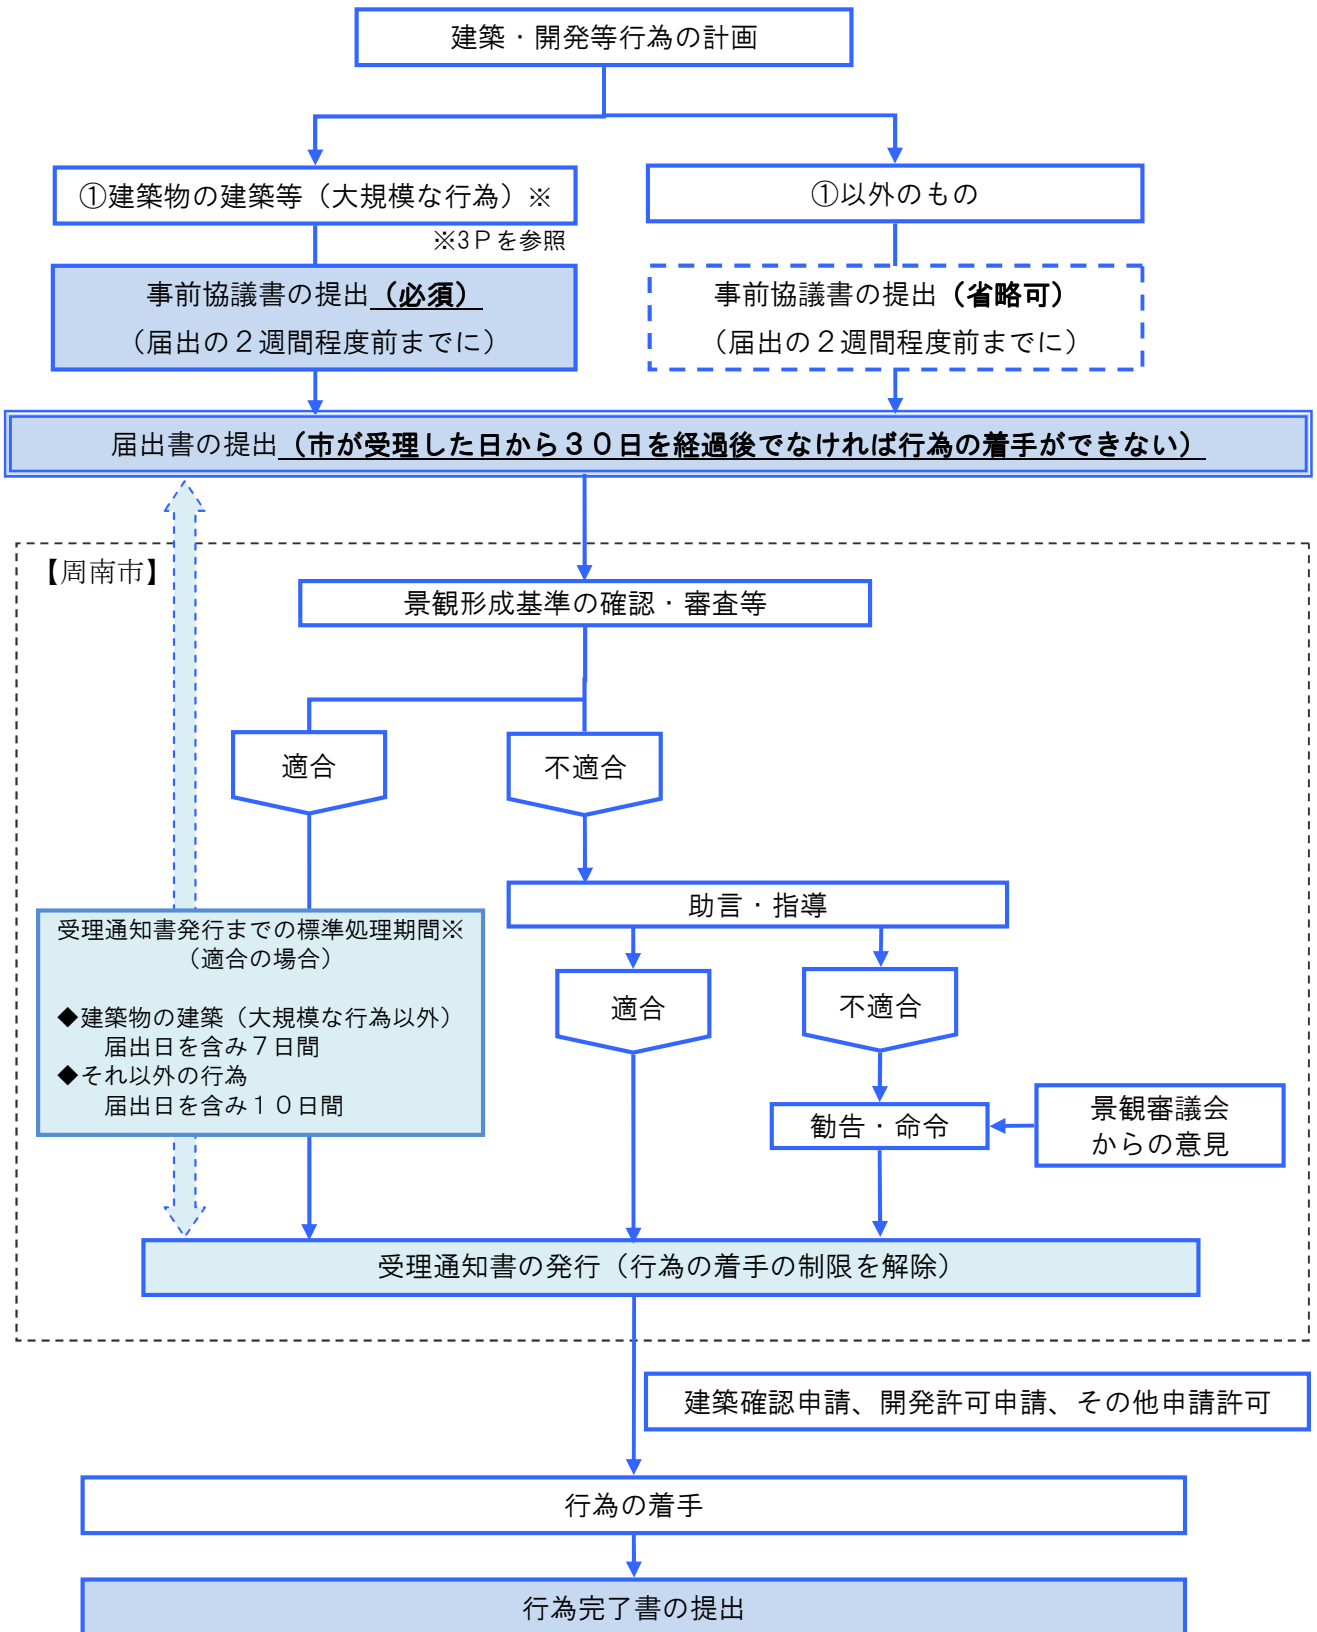 建築・開発等行為の計画
①建築物の建築等（大規模な行為）※
①以外のもの
※3Ｐを参照
事前協議書の提出（必須）
（届出の２週間程度前までに）
事前協議書の提出（省略可）
（届出の２週間程度前までに）
届出書の提出（市が受理した日から３０日を経過後でなければ行為の着手ができない）
【周南市】
景観形成基準の確認・審査等
適合
不適合
助言・指導
受理通知書発行までの標準処理期間※
（適合の場合）
◆建築物の建築（大規模な行為以外）
届出日を含み７日間
◆それ以外の行為
届出日を含み１０日間
適合
不適合
勧告・命令
景観審議会
からの意見
受理通知書の発行（行為の着手の制限を解除）
建築確認申請、開発許可申請、その他申請許可
行為の着手
行為完了書の提出